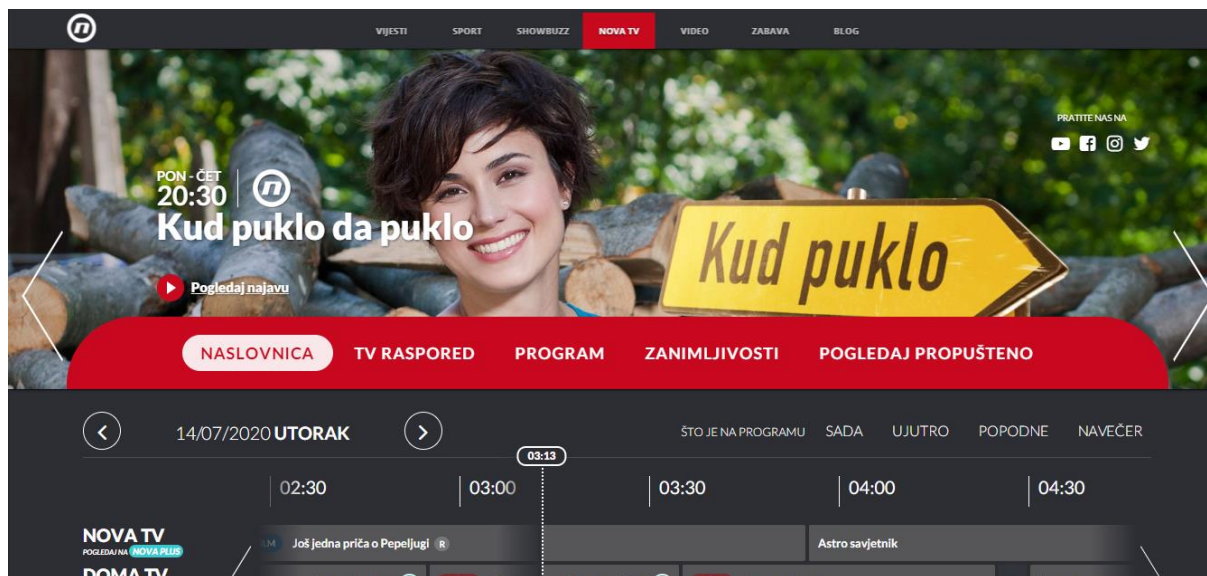 VIJESTI SPORT SHOWBUZZ NOVA TV VIDEO ZABAVA BLOG
PRATITE NAS NA
PON - ČET
20:30
Kud puklo da puklo
Kud puklo
Pogledaj najavu
NASLOVNICA TV RASPORED PROGRAM ZANIMLJIVOSTI POGLEDAJ PROPUŠTENO
14/07/2020 UTORAK ŠTO JE NA PROGRAMU SADA UJUTRO POPODNE NAVEČER
03:13
02:30 03:00 03:30 04:00 04:30
NOVA TV
POGLEDAJ NA NOVA PLUS
Još jedna priča o Pepeljugi R Astro savjetnik
DOMA TV